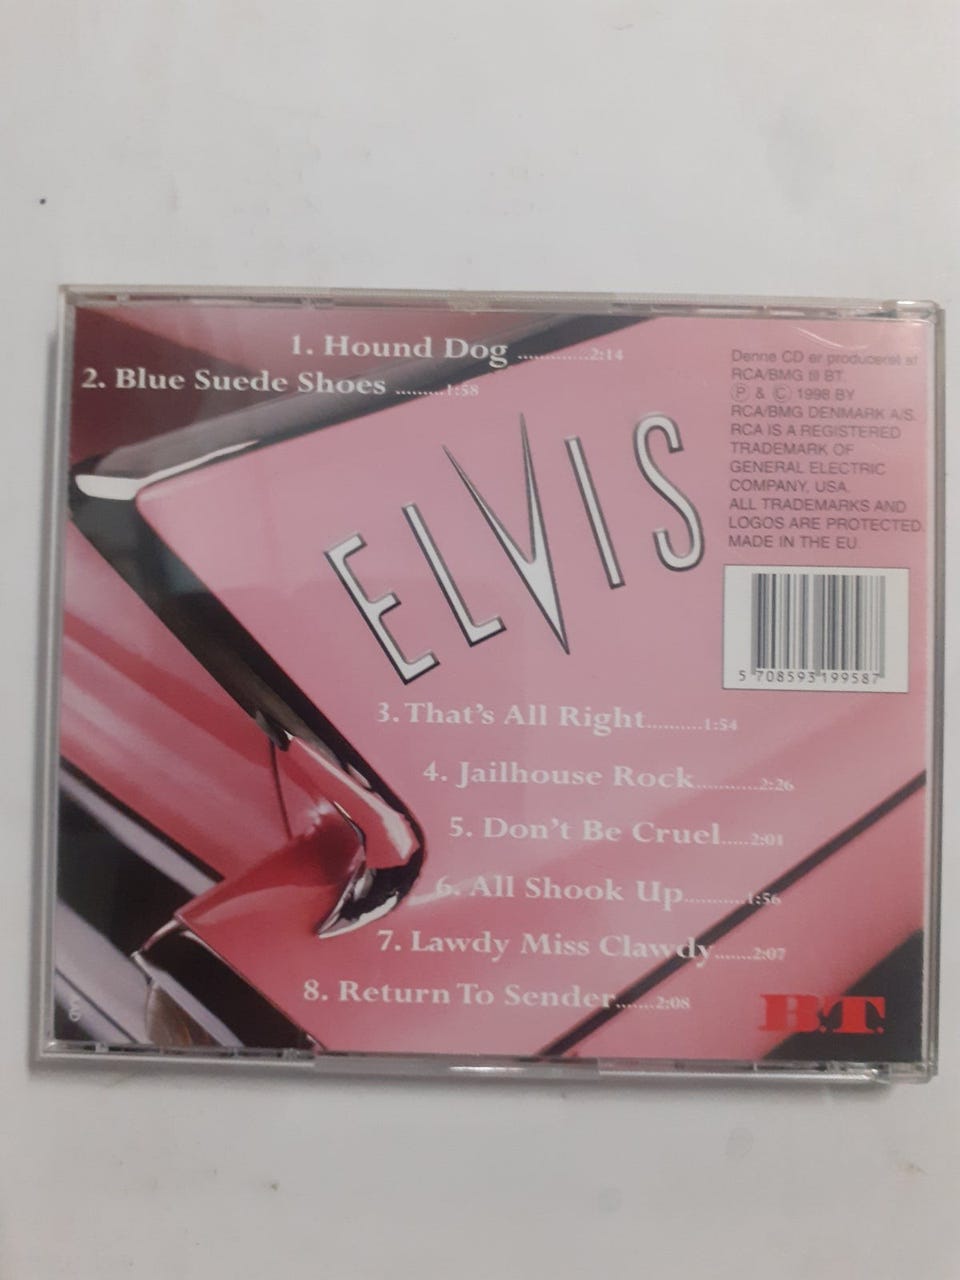 1. Hound Dog .............2:14
2. Blue Suede Shoes .........1:58
Denne CD er produceret af
RCA/BMG til BT.
Ⓟ & © 1998 BY
RCA/BMG DENMARK A/S.
RCA IS A REGISTERED
TRADEMARK OF
GENERAL ELECTRIC
COMPANY, USA.
ALL TRADEMARKS AND
LOGOS ARE PROTECTED.
MADE IN THE EU.
ELVIS
5 708593 199587
3. That's All Right..........1:54
4. Jailhouse Rock............2:26
5. Don't Be Cruel.....2:01
6. All Shook Up...........1:56
7. Lawdy Miss Clawdy.......2:07
8. Return To Sender.......2:08
B.T.